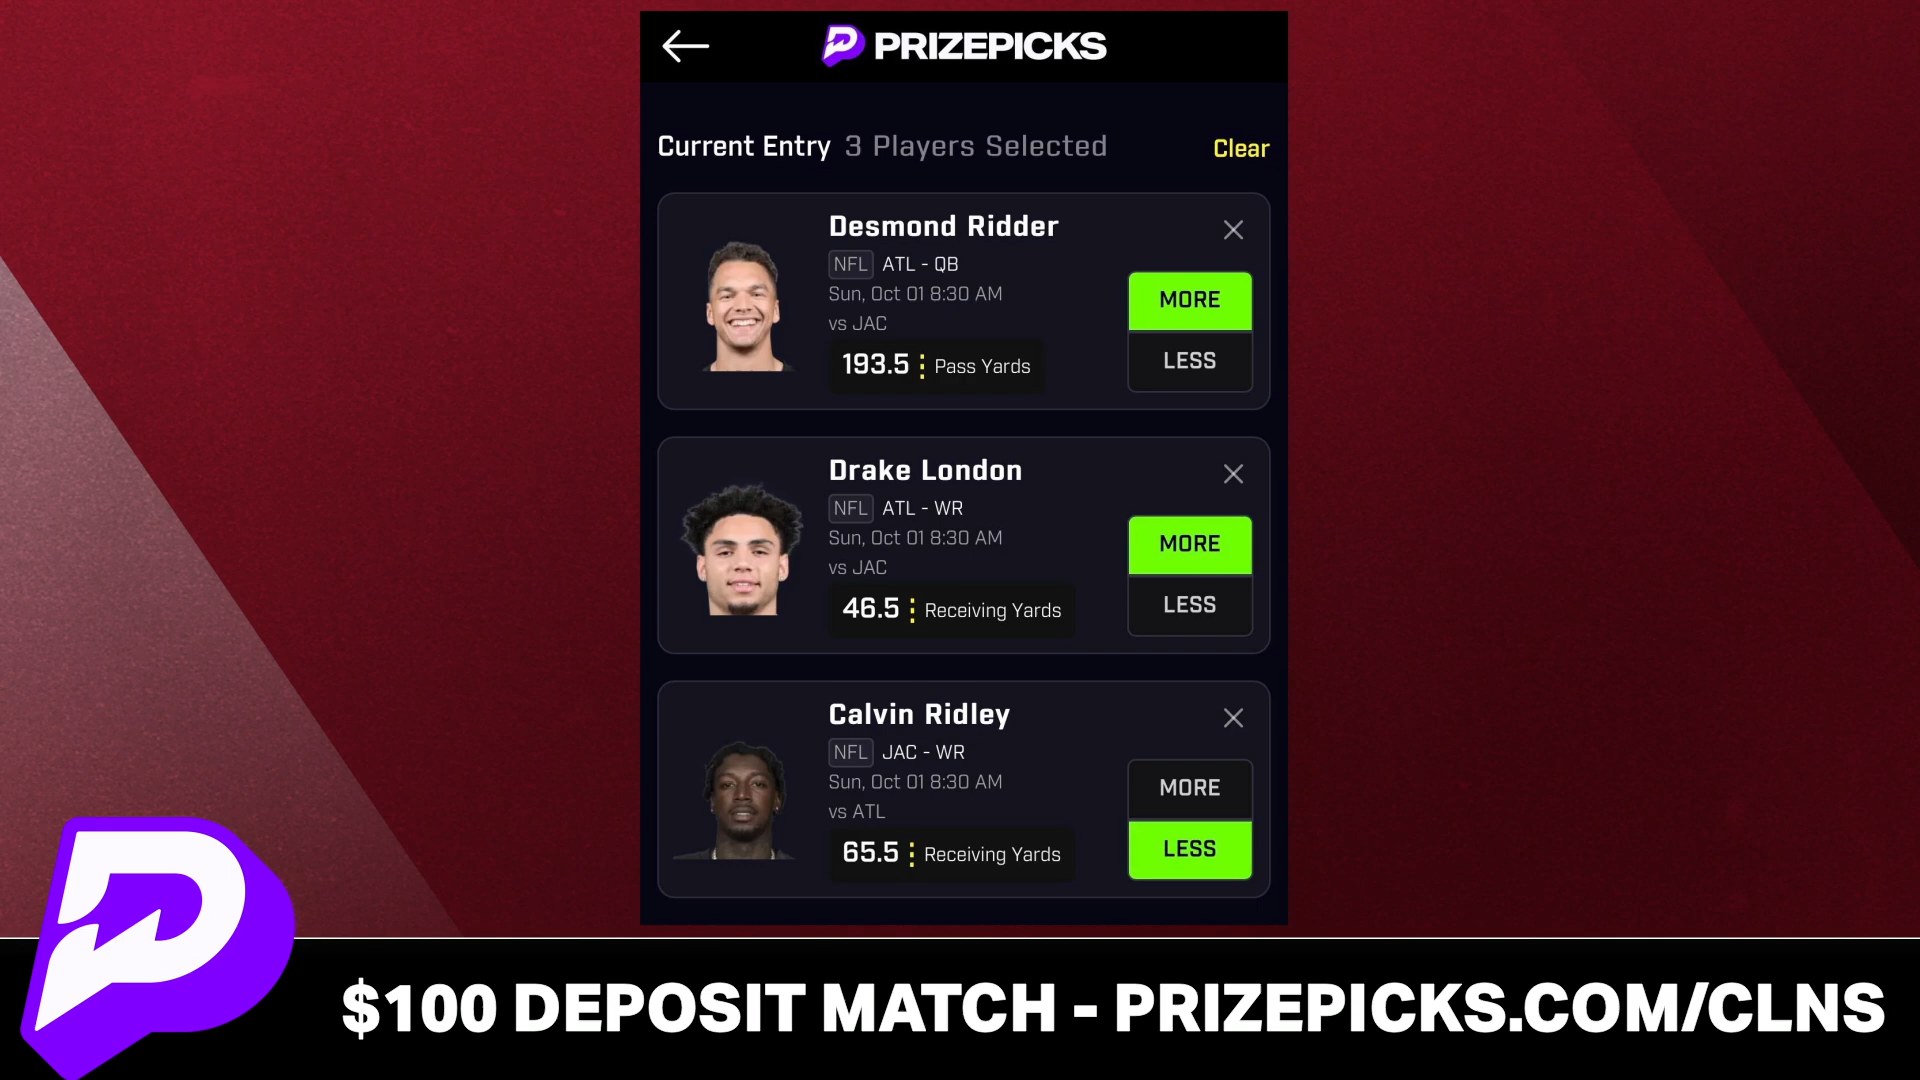 PRIZEPICKS
Current Entry 3 Players Selected Clear
Desmond Ridder
NFL ATL - QB
Sun, Oct 01 8:30 AM
vs JAC
193.5 Pass Yards
MORE
LESS
Drake London
NFL ATL - WR
Sun, Oct 01 8:30 AM
vs JAC
46.5 Receiving Yards
MORE
LESS
Calvin Ridley
NFL JAC - WR
Sun, Oct 01 8:30 AM
vs ATL
65.5 Receiving Yards
MORE
LESS
$100 DEPOSIT MATCH - PRIZEPICKS.COM/CLNS